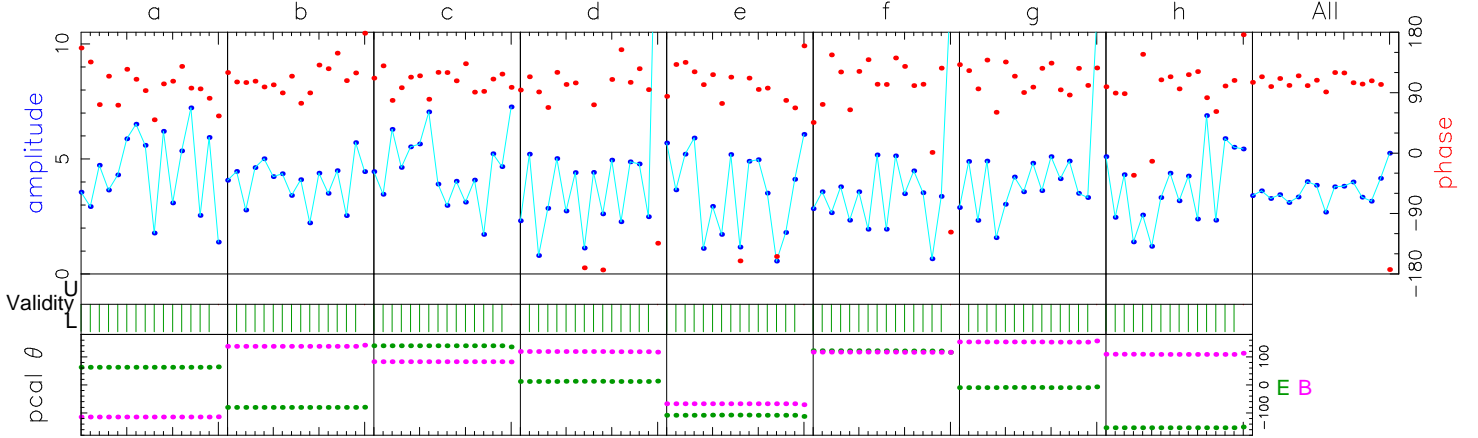 a b c d e f g h All
10
5
0
amplitude
180
90
0
-90
-180
phase
U
Validity
L
pcal θ
100
0
-100
E B